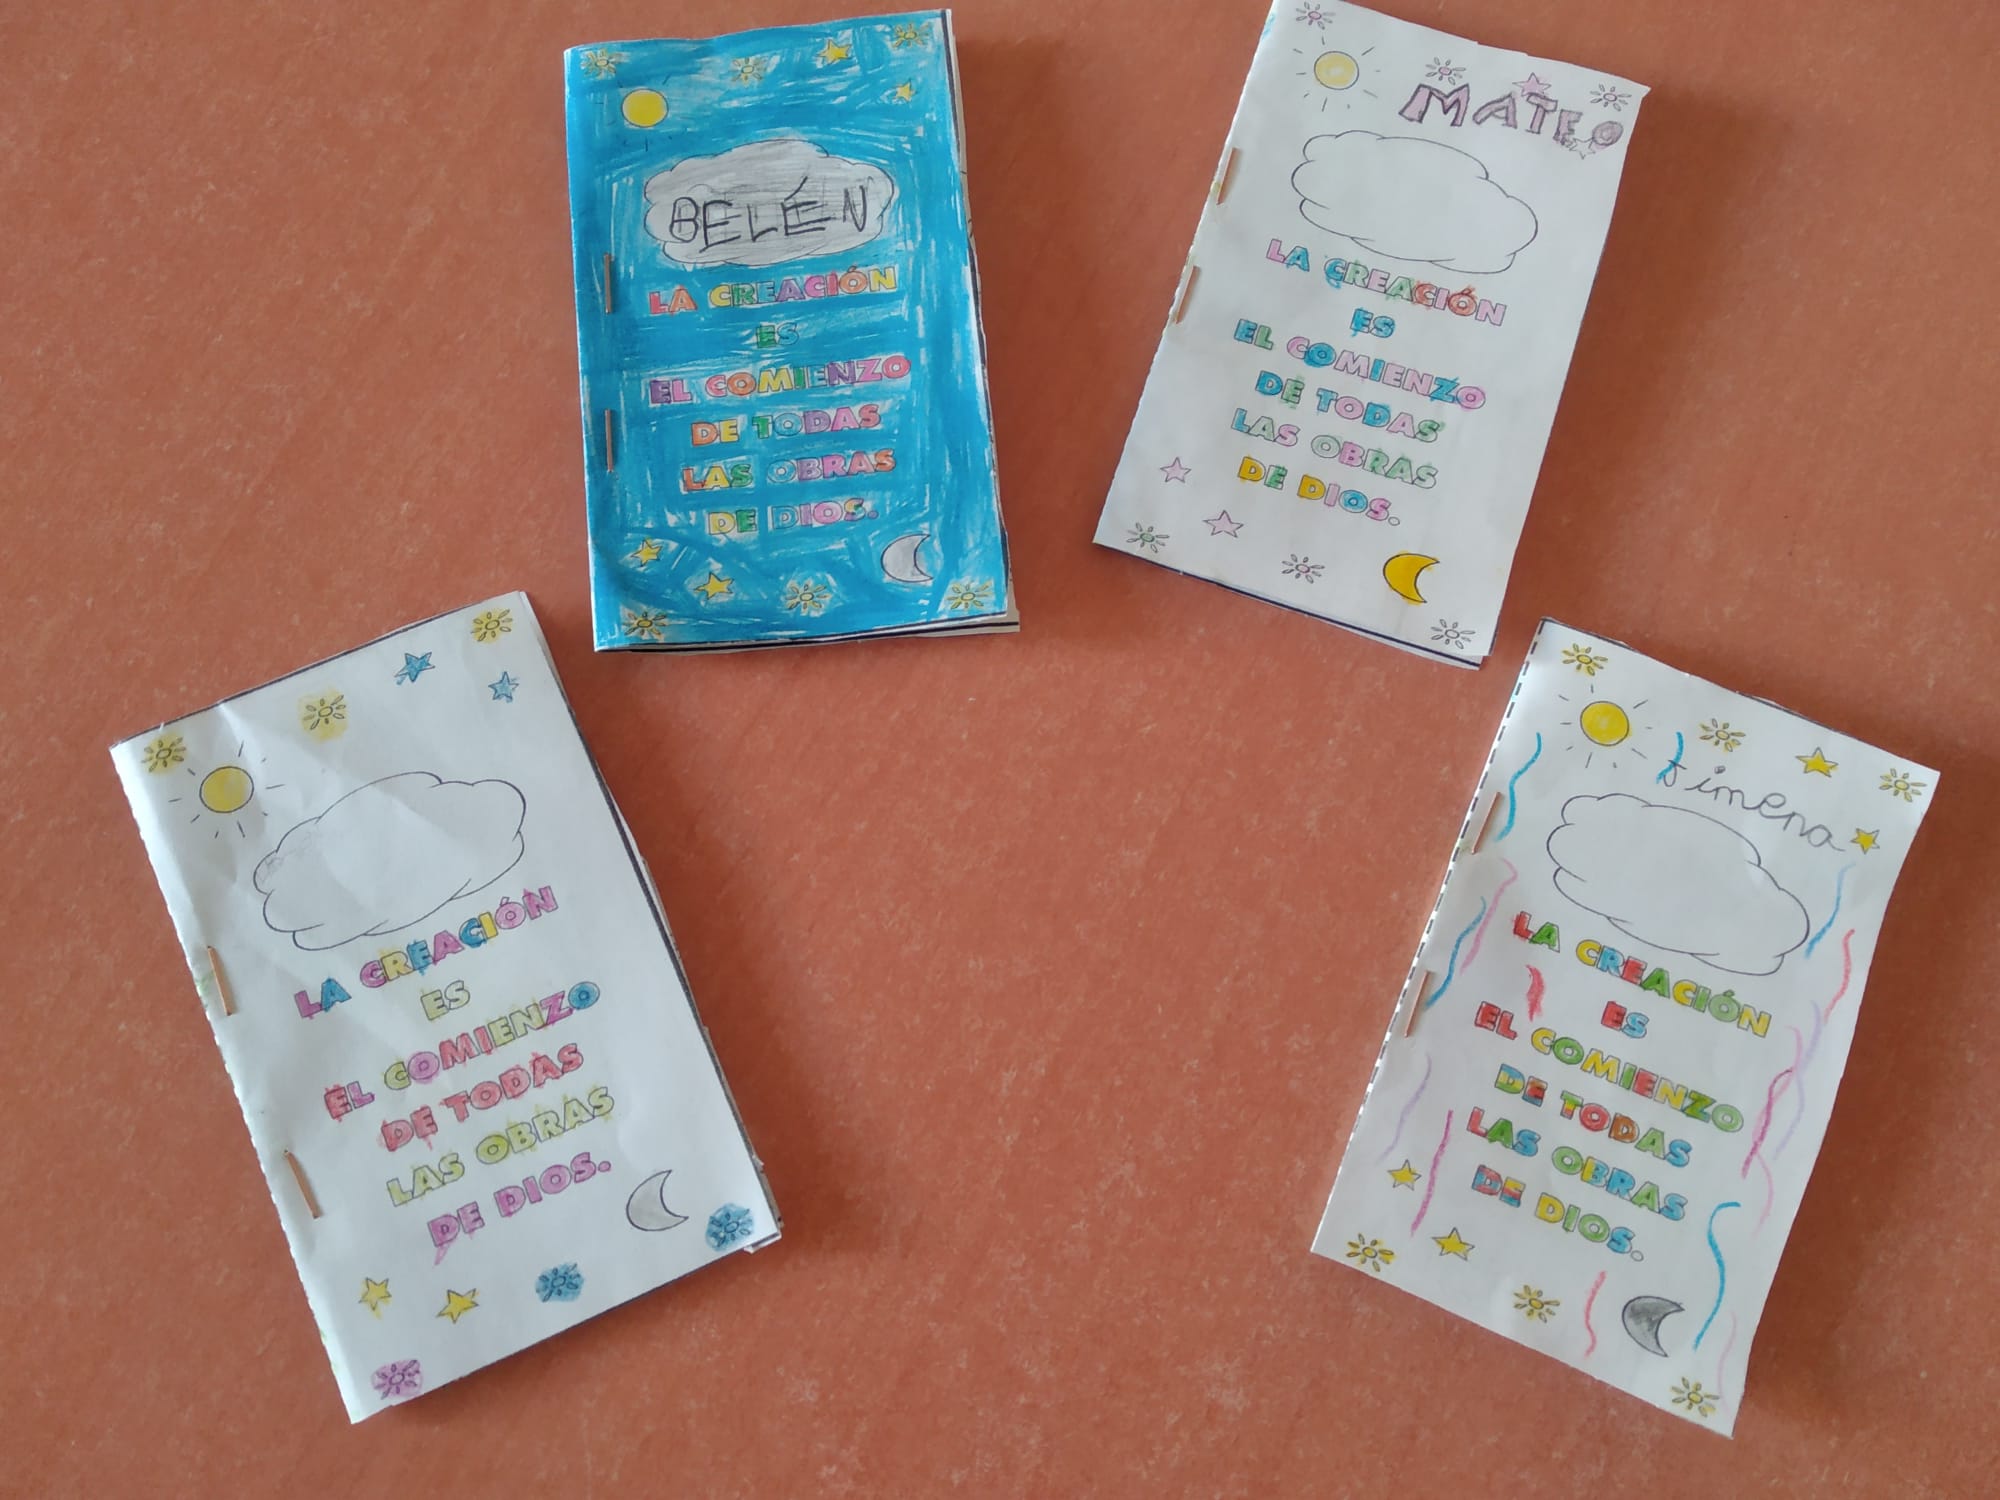 BELÉN
LA CREACIÓN
ES
EL COMIENZO
DE TODAS
LAS OBRAS
DE DIOS.
MATEO
LA CREACIÓN
ES
EL COMIENZO
DE TODAS
LAS OBRAS
DE DIOS.
LA CREACIÓN
ES
EL COMIENZO
DE TODAS
LAS OBRAS
DE DIOS.
Jimena
LA CREACIÓN
ES
EL COMIENZO
DE TODAS
LAS OBRAS
DE DIOS.